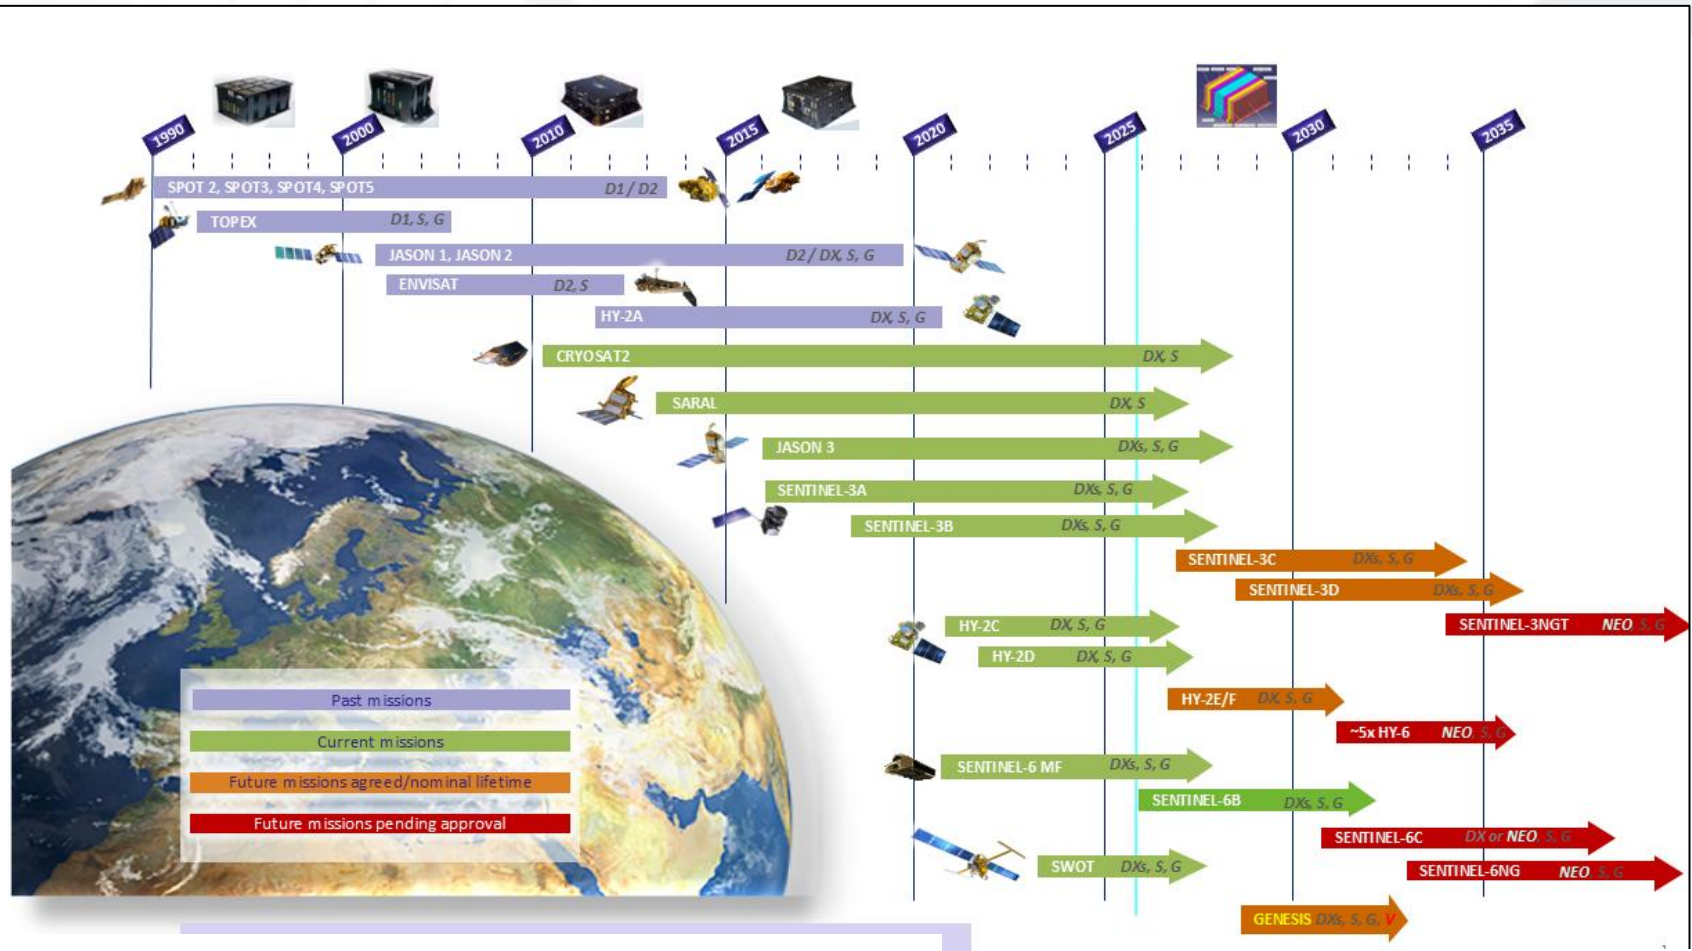 1990
2000
2010
2015
2020
2025
2030
2035
SPOT 2, SPOT3, SPOT4, SPOT5 D1 / D2
TOPEX D1, S, G
JASON 1, JASON 2 D2 / DX, S, G
ENVISAT D2, S
HY-2A DX, S, G
CRYOSAT2 DX, S
SARAL DX, S
JASON 3 DXs, S, G
SENTINEL-3A DXs, S, G
SENTINEL-3B DXs, S, G
SENTINEL-3C DXs, S, G
SENTINEL-3D DXs, S, G
HY-2C DX, S, G
SENTINEL-3NGT NEO, S, G
HY-2D DX, S, G
HY-2E/F DX, S, G
~5x HY-6 NEO, S, G
SENTINEL-6 MF DXs, S, G
SENTINEL-6B DXs, S, G
SENTINEL-6C DX or NEO, S, G
SWOT DXs, S, G
SENTINEL-6NG NEO, S, G
GENESIS DXs, S, G, V
Past missions
Current missions
Future missions agreed/nominal lifetime
Future missions pending approval